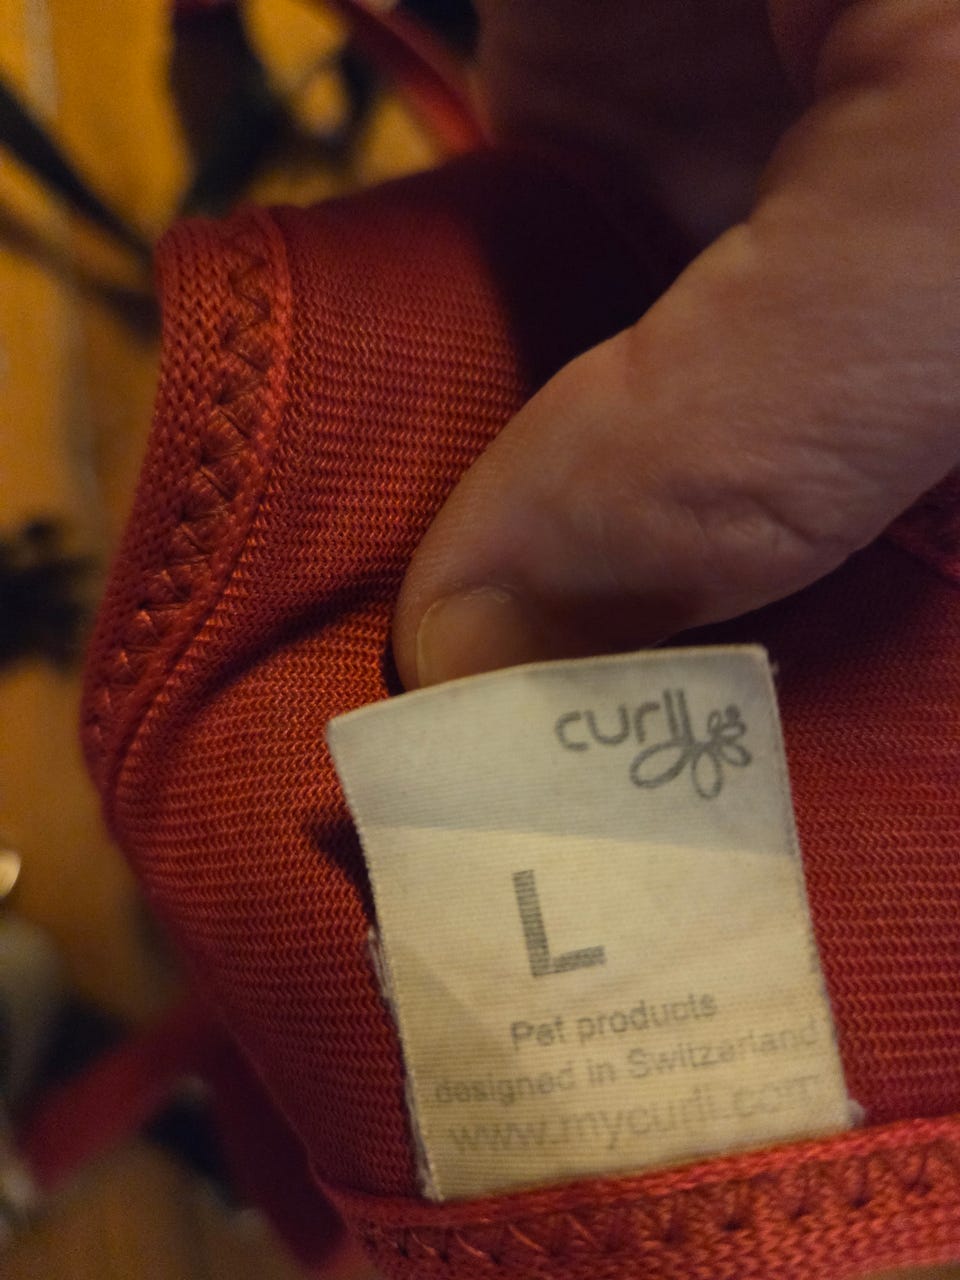 curli
L
Pet products
designed in Switzerland
www.mycurli.com